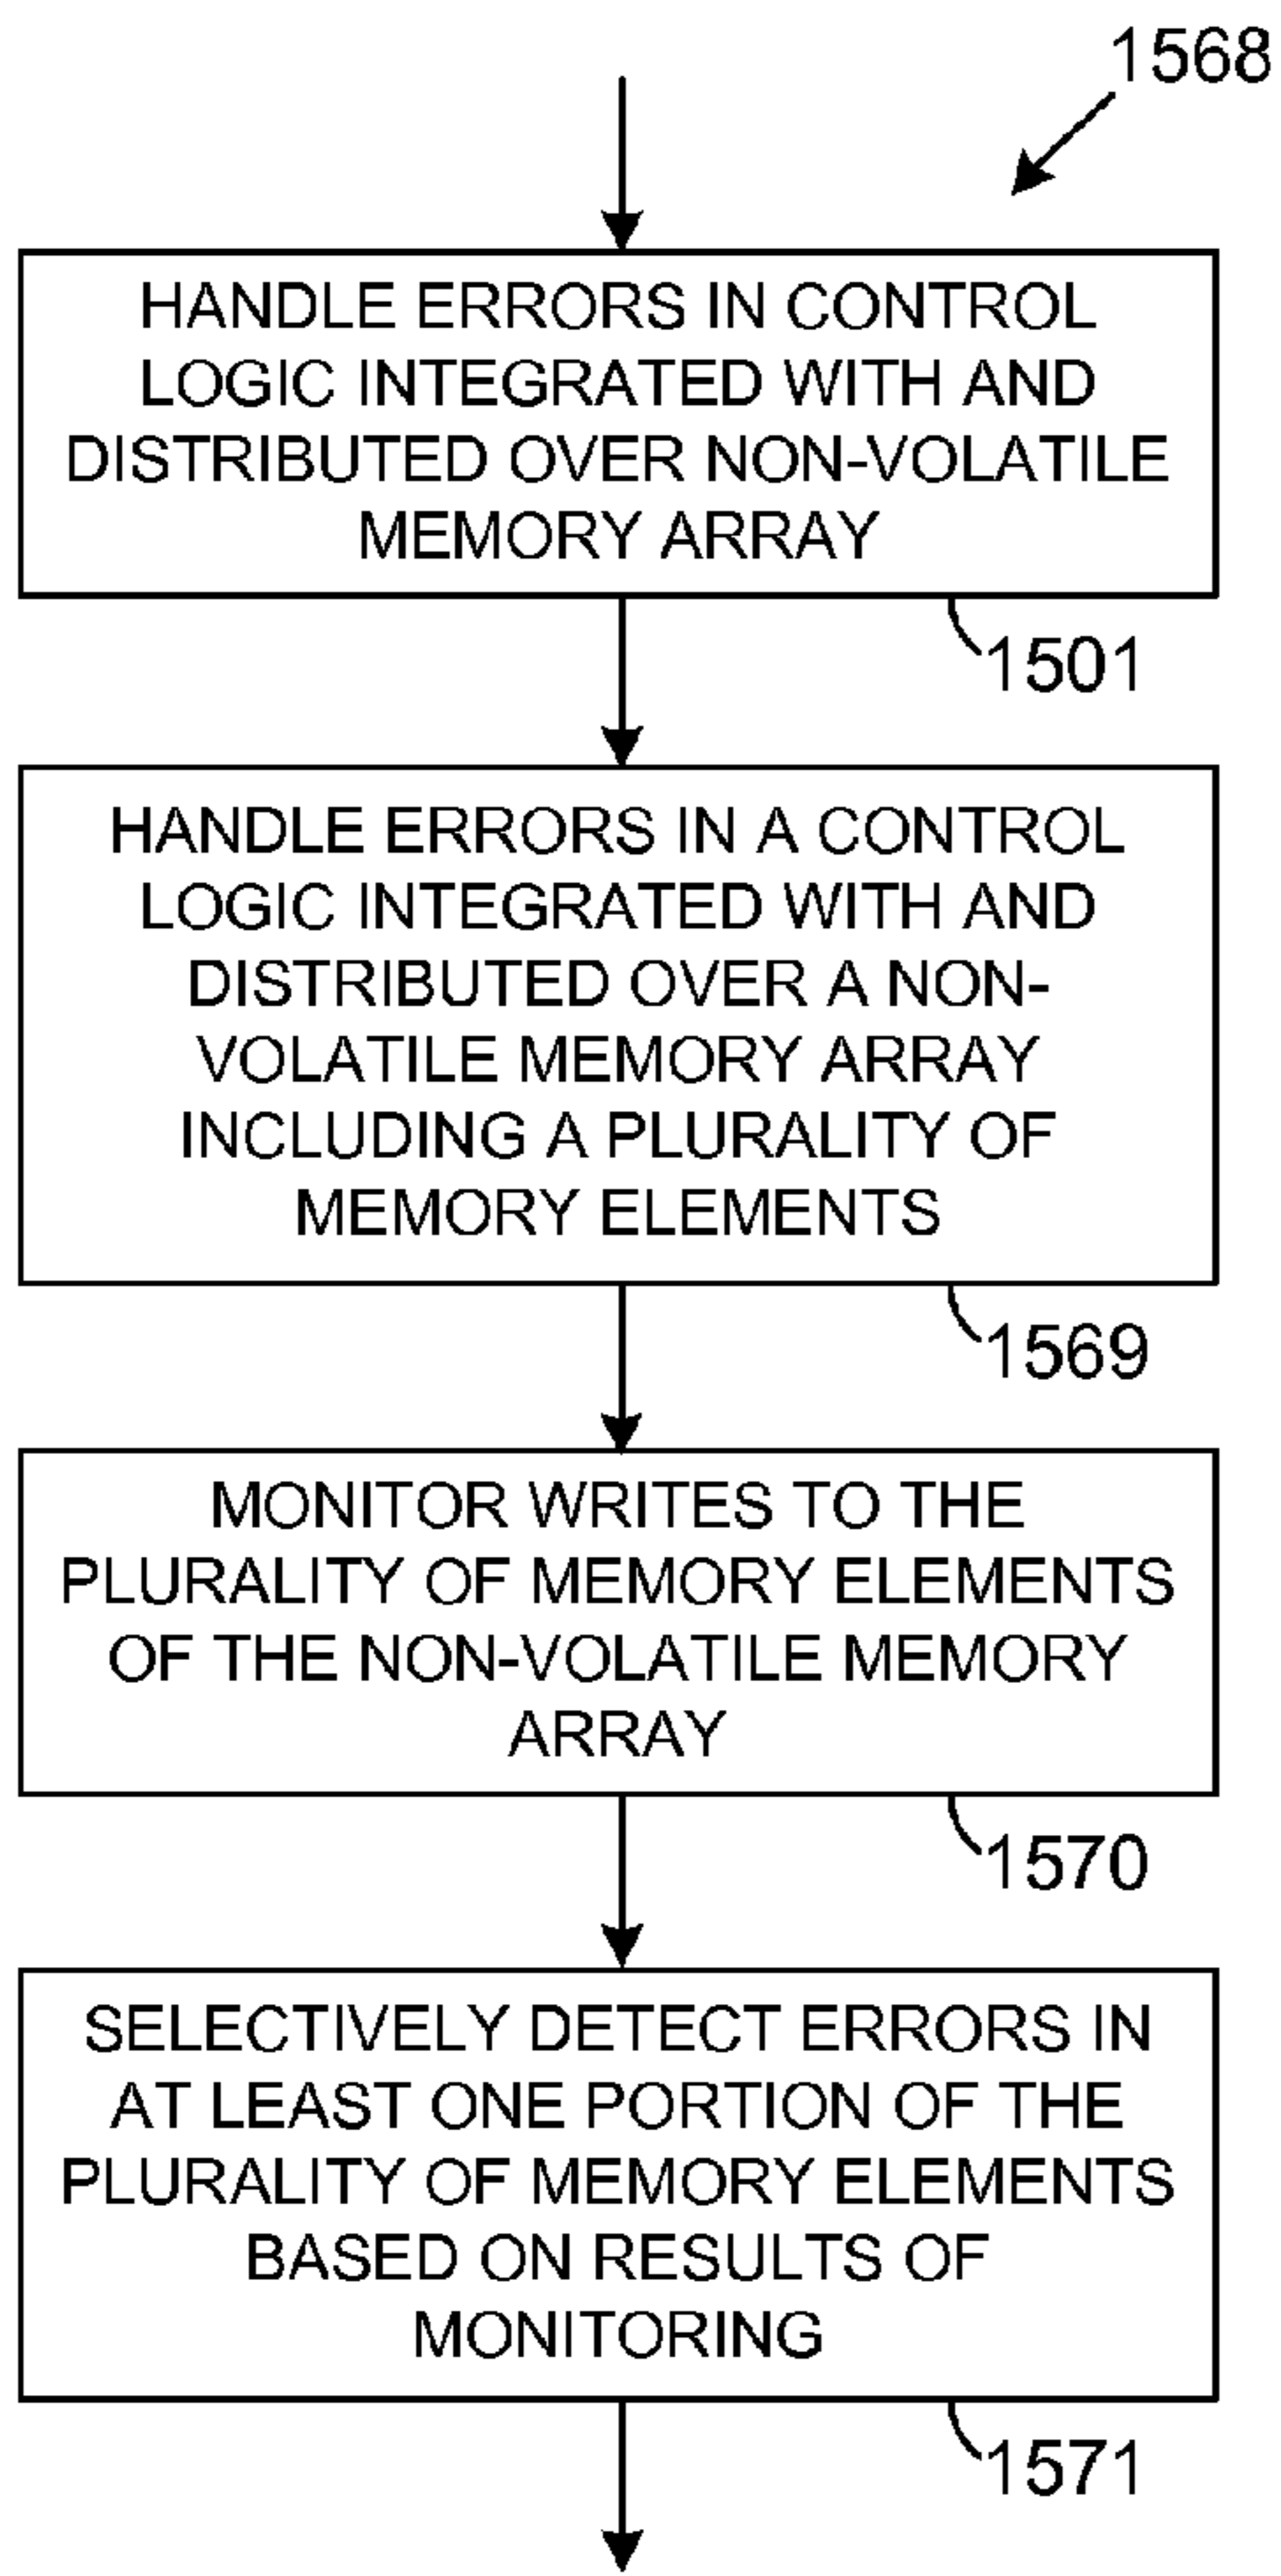 1568
HANDLE ERRORS IN CONTROL
LOGIC INTEGRATED WITH AND
DISTRIBUTED OVER NON-VOLATILE
MEMORY ARRAY
1501
HANDLE ERRORS IN A CONTROL
LOGIC INTEGRATED WITH AND
DISTRIBUTED OVER A NON-
VOLATILE MEMORY ARRAY
INCLUDING A PLURALITY OF
MEMORY ELEMENTS
1569
MONITOR WRITES TO THE
PLURALITY OF MEMORY ELEMENTS
OF THE NON-VOLATILE MEMORY
ARRAY
1570
SELECTIVELY DETECT ERRORS IN
AT LEAST ONE PORTION OF THE
PLURALITY OF MEMORY ELEMENTS
BASED ON RESULTS OF
MONITORING
1571